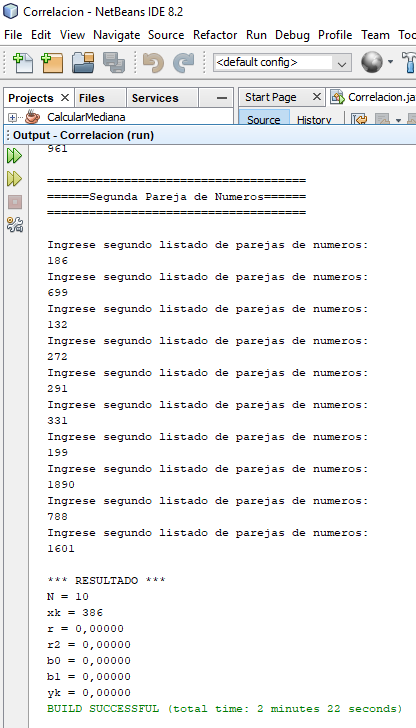 Correlacion - NetBeans IDE 8.2
File Edit View Navigate Source Refactor Run Debug Profile Team Too
<default config>
Projects Files Services
Start Page Correlacion.ja
CalcularMediana
Source History
Output - Correlacion (run)
961
=====================================
======Segunda Pareja de Numeros======
=====================================
Ingrese segundo listado de parejas de numeros:
186
Ingrese segundo listado de parejas de numeros:
699
Ingrese segundo listado de parejas de numeros:
132
Ingrese segundo listado de parejas de numeros:
272
Ingrese segundo listado de parejas de numeros:
291
Ingrese segundo listado de parejas de numeros:
331
Ingrese segundo listado de parejas de numeros:
199
Ingrese segundo listado de parejas de numeros:
1890
Ingrese segundo listado de parejas de numeros:
788
Ingrese segundo listado de parejas de numeros:
1601
*** RESULTADO ***
N = 10
xk = 386
r = 0,00000
r2 = 0,00000
b0 = 0,00000
b1 = 0,00000
yk = 0,00000
BUILD SUCCESSFUL (total time: 2 minutes 22 seconds)